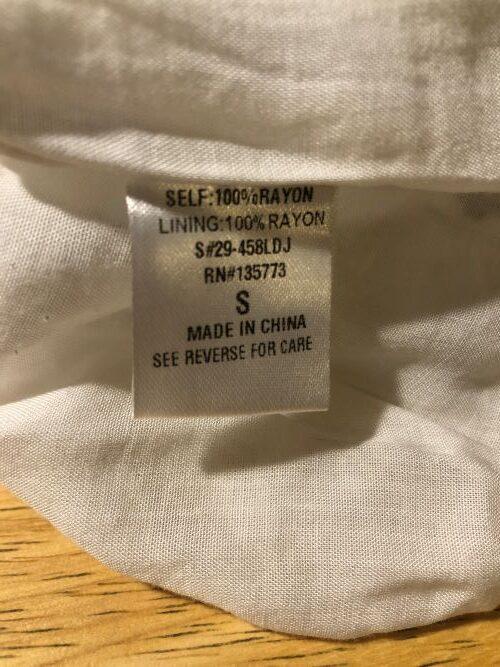 SELF:100%RAYON
LINING:100% RAYON
S#29-458LDJ
RN#135773
S
MADE IN CHINA
SEE REVERSE FOR CARE